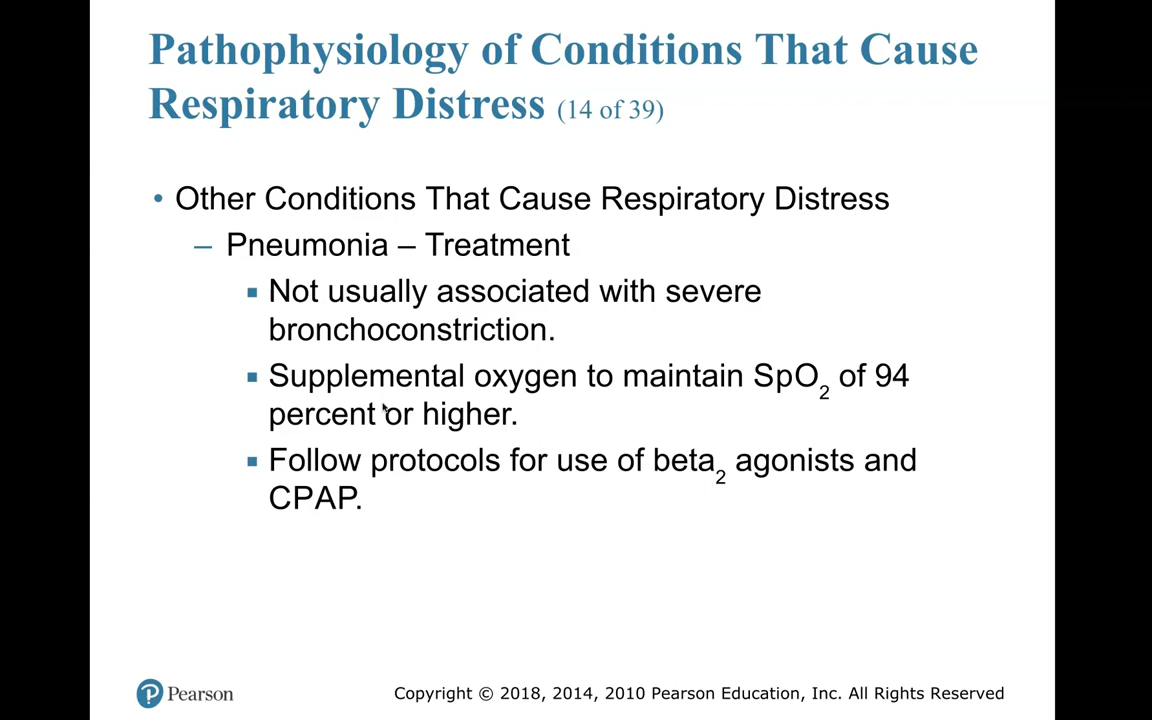 Pathophysiology of Conditions That Cause
Respiratory Distress (14 of 39)
• Other Conditions That Cause Respiratory Distress
– Pneumonia – Treatment
▪ Not usually associated with severe
bronchoconstriction.
▪ Supplemental oxygen to maintain SpO₂ of 94
percent or higher.
▪ Follow protocols for use of beta₂ agonists and
CPAP.
Pearson
Copyright © 2018, 2014, 2010 Pearson Education, Inc. All Rights Reserved